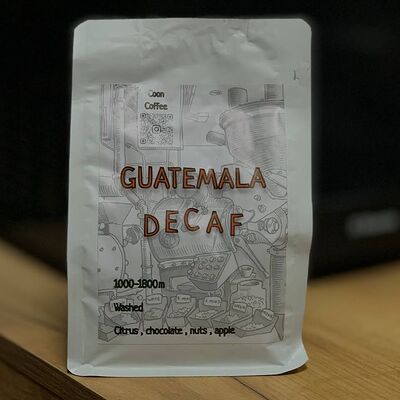 Coon
Coffee
GUATEMALA
DECAF
1000-1800m
Washed
Citrus , chocolate , nuts , apple